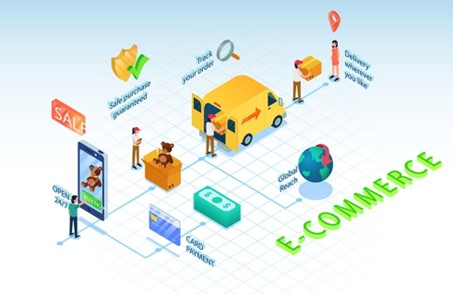 Track
your order
Delivery
wherever
you like
Safe purchase
guaranteed
SALE
OPEN
24/7
Global
Reach
CARD
PAYMENT
E-COMMERCE